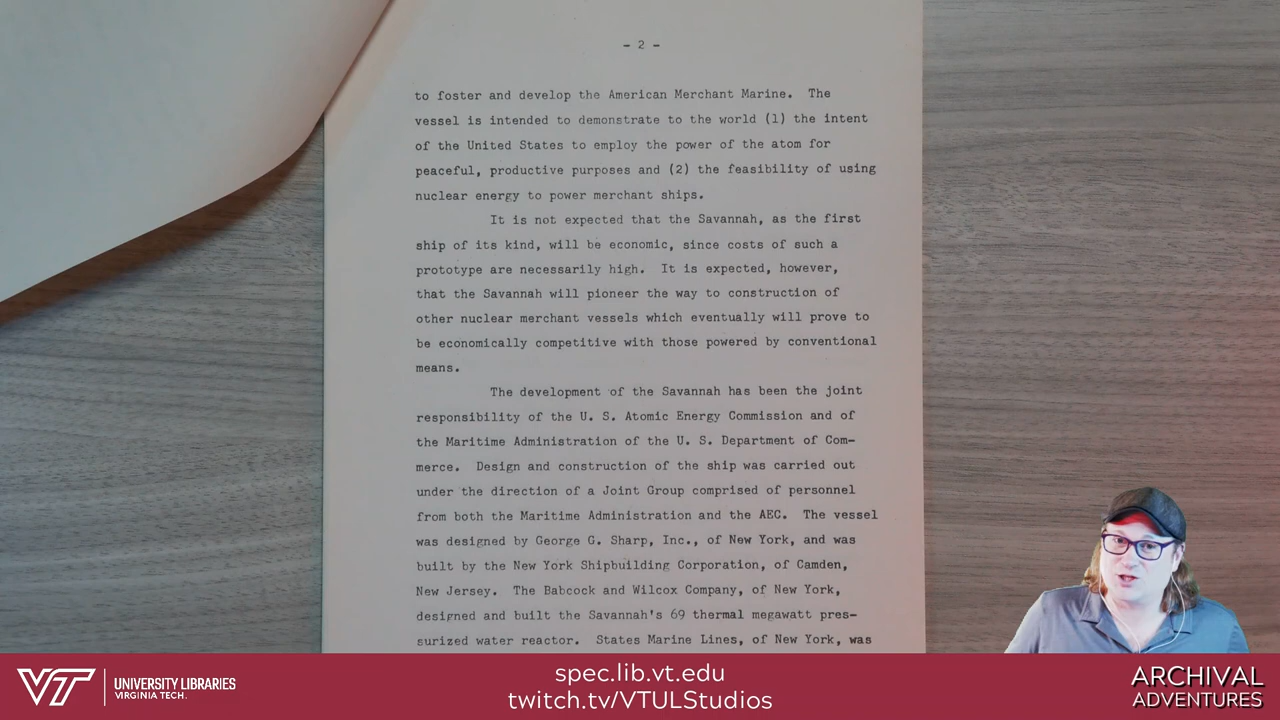 - 2 -
to foster and develop the American Merchant Marine. The
vessel is intended to demonstrate to the world (1) the intent
of the United States to employ the power of the atom for
peaceful, productive purposes and (2) the feasibility of using
nuclear energy to power merchant ships.
It is not expected that the Savannah, as the first
ship of its kind, will be economic, since costs of such a
prototype are necessarily high. It is expected, however,
that the Savannah will pioneer the way to construction of
other nuclear merchant vessels which eventually will prove to
be economically competitive with those powered by conventional
means.
The development of the Savannah has been the joint
responsibility of the U. S. Atomic Energy Commission and of
the Maritime Administration of the U. S. Department of Com-
merce. Design and construction of the ship was carried out
under the direction of a Joint Group comprised of personnel
from both the Maritime Administration and the AEC. The vessel
was designed by George G. Sharp, Inc., of New York, and was
built by the New York Shipbuilding Corporation, of Camden,
New Jersey. The Babcock and Wilcox Company, of New York,
designed and built the Savannah's 69 thermal megawatt pres-
surized water reactor. States Marine Lines, of New York, was
VT UNIVERSITY LIBRARIES
VIRGINIA TECH.
spec.lib.vt.edu
twitch.tv/VTULStudios
ARCHIVAL
ADVENTURES